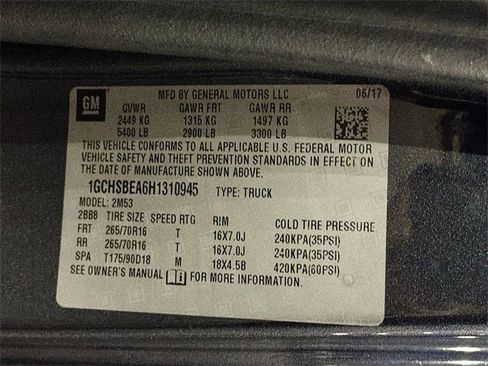 GM
MFD BY GENERAL MOTORS LLC 06/17
GVWR GAWR FRT GAWR RR
2449 KG 1315 KG 1497 KG
5400 LB 2900 LB 3300 LB
THIS VEHICLE CONFORMS TO ALL APPLICABLE U.S. FEDERAL MOTOR
VEHICLE SAFETY AND THEFT PREVENTION STANDARDS IN EFFECT ON
THE DATE OF MANUFACTURE SHOWN ABOVE.
1GCHSBEA6H1310945 TYPE: TRUCK
MODEL: 2M53
2BB8 TIRE SIZE SPEED RTG RIM COLD TIRE PRESSURE
FRT 265/70R16 T 16X7.0J 240KPA(35PSI)
RR 265/70R16 T 16X7.0J 240KPA(35PSI)
SPA T175/90D18 M 18X4.5B 420KPA(60PSI)
SEE OWNER'S MANUAL FOR MORE INFORMATION.